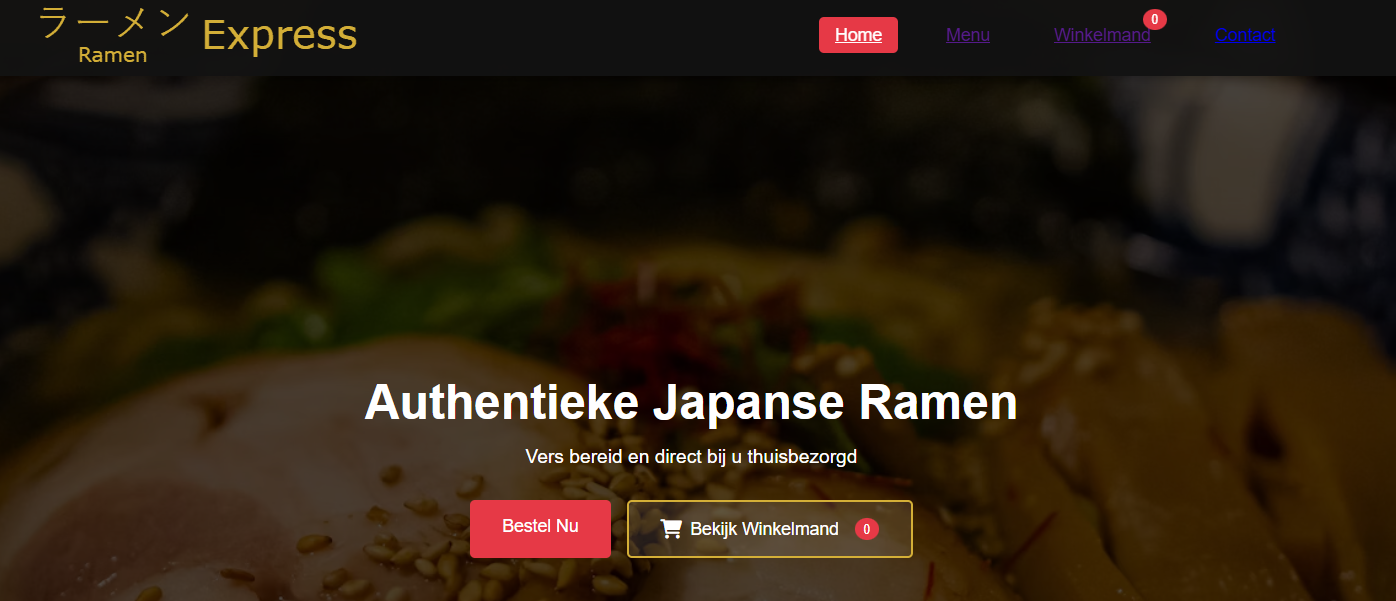 ラーメン
Ramen
Express
Home
Menu
Winkelmand
0
Contact
Authentieke Japanse Ramen
Vers bereid en direct bij u thuisbezorgd
Bestel Nu
Bekijk Winkelmand 0